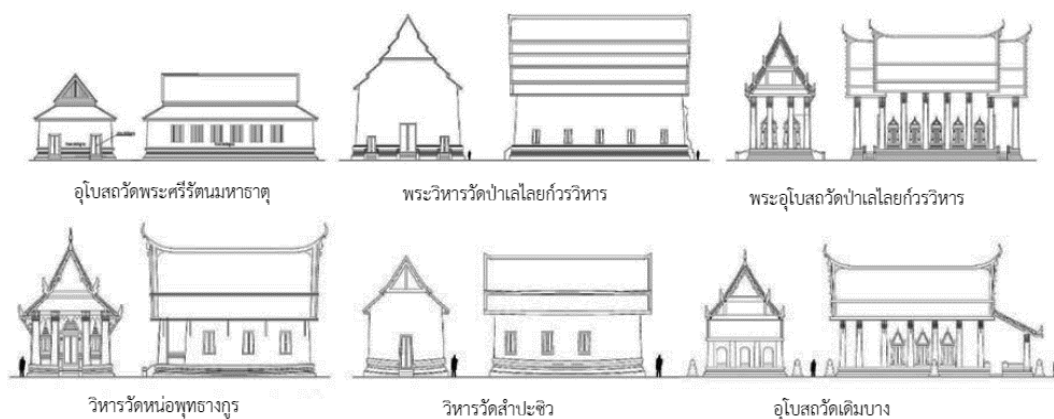 อุโบสถวัดพระศรีรัตนมหาธาตุ
พระวิหารวัดป่าเลไลยก์วรวิหาร
พระอุโบสถวัดป่าเลไลยก์วรวิหาร
วิหารวัดหน่อพุทธางกูร
วิหารวัดสำปะซิว
อุโบสถวัดเดิมบาง